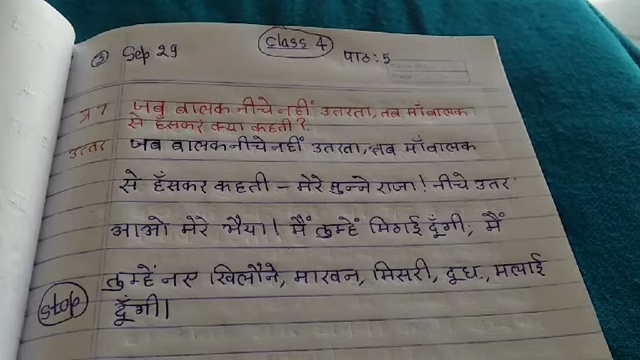 ③ Sep 29 Class 4 पाठ:5
प्र7 जब बालक नीचे नहीं उतरता, तब माँ बालक
से हँसकर क्या कहती?
उत्तर जब बालक नीचे नहीं उतरता, तब माँ बालक
से हँसकर कहती – मेरे मुन्ने राजा! नीचे उतर
आओ मेरे भैया। मैं तुम्हें मिठाई दूँगी, मैं
तुम्हें नए खिलौने, माखन, मिसरी, दूध, मलाई
Stop दूँगी।